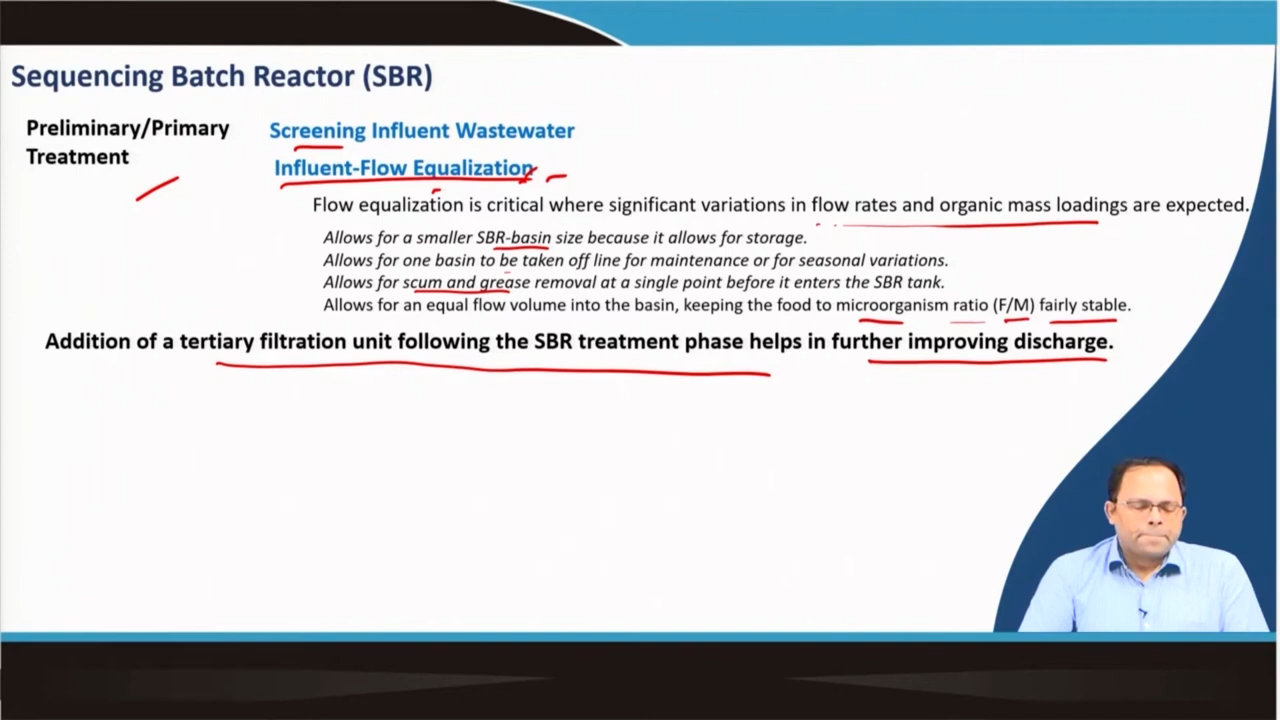 Sequencing Batch Reactor (SBR)
Preliminary/Primary
Treatment
Screening Influent Wastewater
Influent-Flow Equalization
Flow equalization is critical where significant variations in flow rates and organic mass loadings are expected.
Allows for a smaller SBR-basin size because it allows for storage.
Allows for one basin to be taken off line for maintenance or for seasonal variations.
Allows for scum and grease removal at a single point before it enters the SBR tank.
Allows for an equal flow volume into the basin, keeping the food to microorganism ratio (F/M) fairly stable.
Addition of a tertiary filtration unit following the SBR treatment phase helps in further improving discharge.